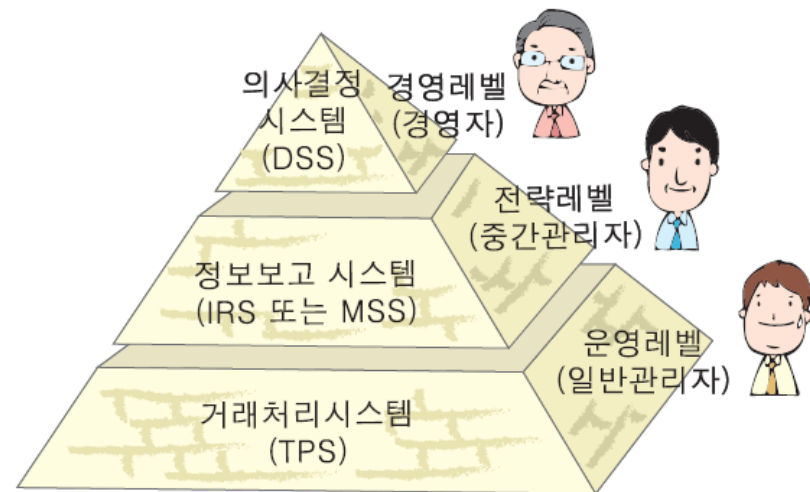 의사결정
시스템
(DSS)
경영레벨
(경영자)
전략레벨
(중간관리자)
정보보고 시스템
(IRS 또는 MSS)
운영레벨
(일반관리자)
거래처리시스템
(TPS)